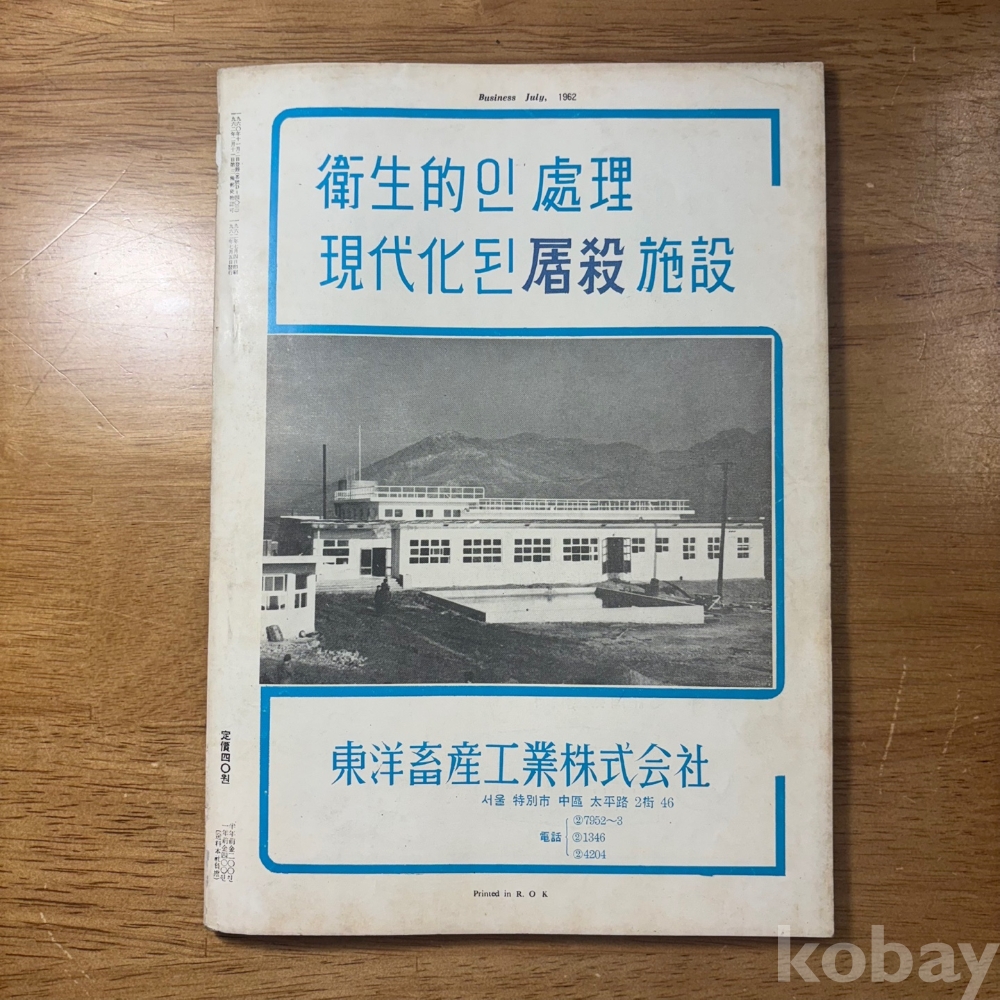 Business July, 1962
衛生的인 處理
現代化된 屠殺 施設
東洋畜産工業株式会社
서울 特別市 中區 太平路 2街 46
電話
②7952~3
②1346
②4204
Printed in R. O K
定價四〇원
kobay